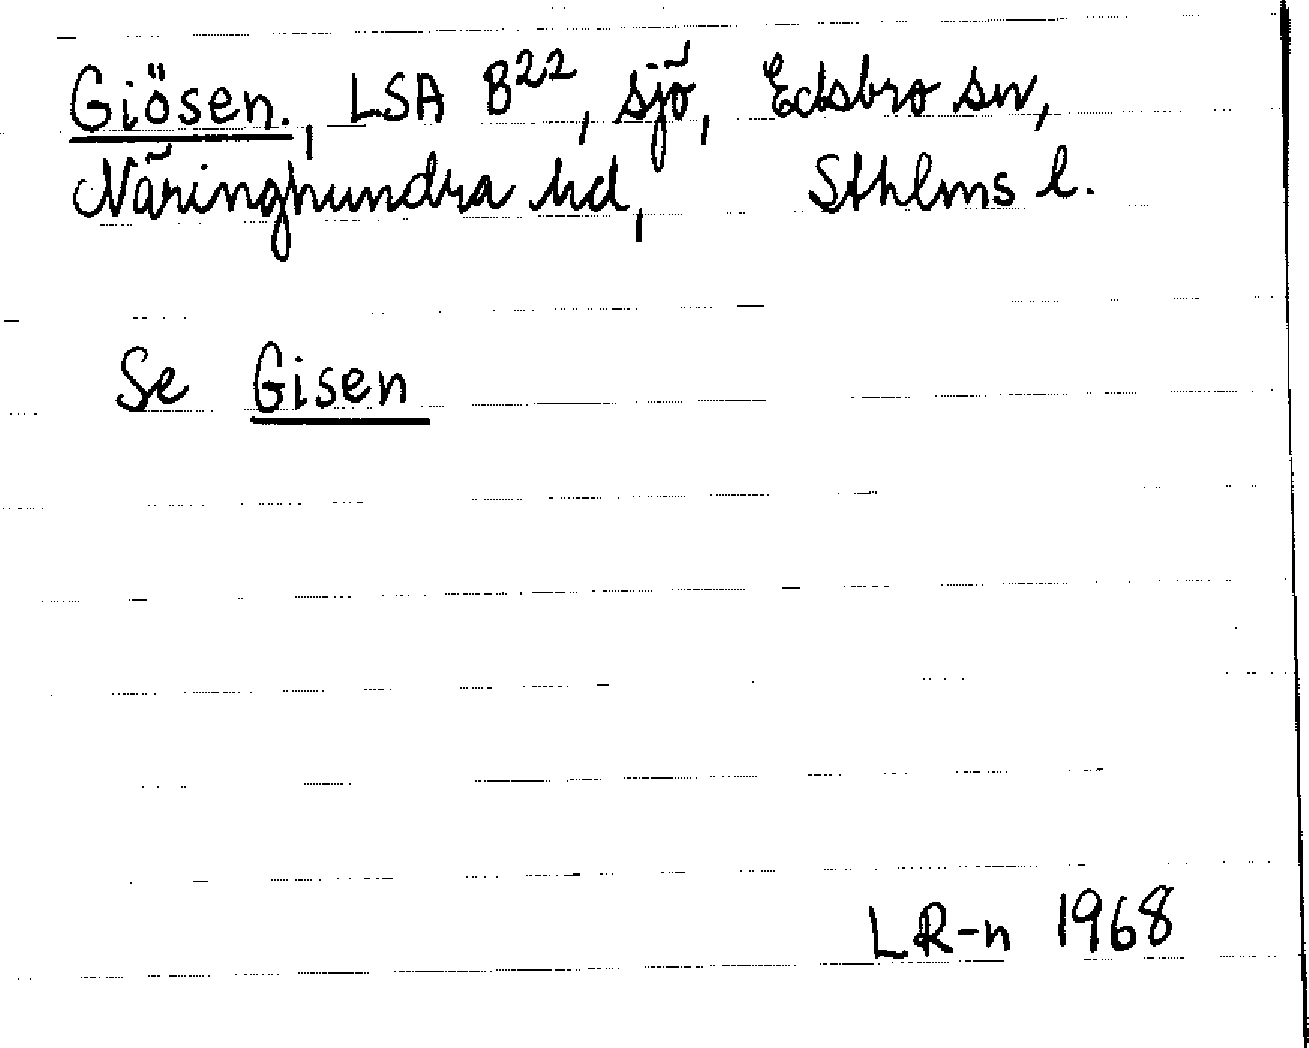 Giösen., LSA B²², sjö, Edsbro sn,
Näringhundra hd, Sthlms l.
Se Gisen
LR-n 1968